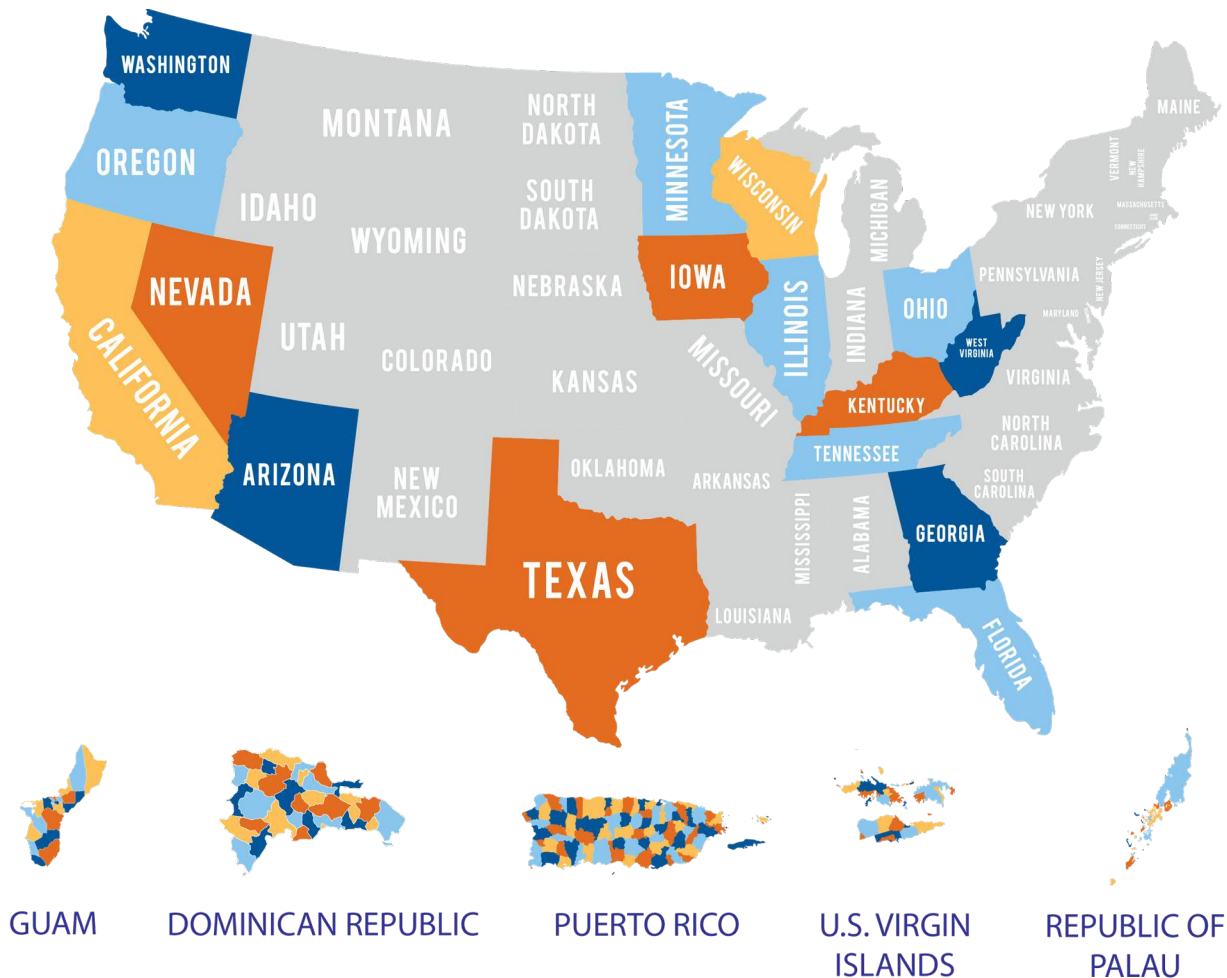 WASHINGTON
OREGON
CALIFORNIA
NEVADA
IDAHO
MONTANA
WYOMING
UTAH
ARIZONA
COLORADO
NEW
MEXICO
NORTH
DAKOTA
SOUTH
DAKOTA
NEBRASKA
KANSAS
OKLAHOMA
TEXAS
MINNESOTA
IOWA
MISSOURI
ARKANSAS
LOUISIANA
WISCONSIN
ILLINOIS
MICHIGAN
INDIANA
OHIO
KENTUCKY
TENNESSEE
MISSISSIPPI
ALABAMA
GEORGIA
FLORIDA
WEST
VIRGINIA
VIRGINIA
NORTH
CAROLINA
SOUTH
CAROLINA
MARYLAND
PENNSYLVANIA
NEW JERSEY
NEW YORK
CONNECTICUT
MASSACHUSETTS
VERMONT
NEW
HAMPSHIRE
MAINE
GUAM
DOMINICAN REPUBLIC
PUERTO RICO
U.S. VIRGIN
ISLANDS
REPUBLIC OF
PALAU